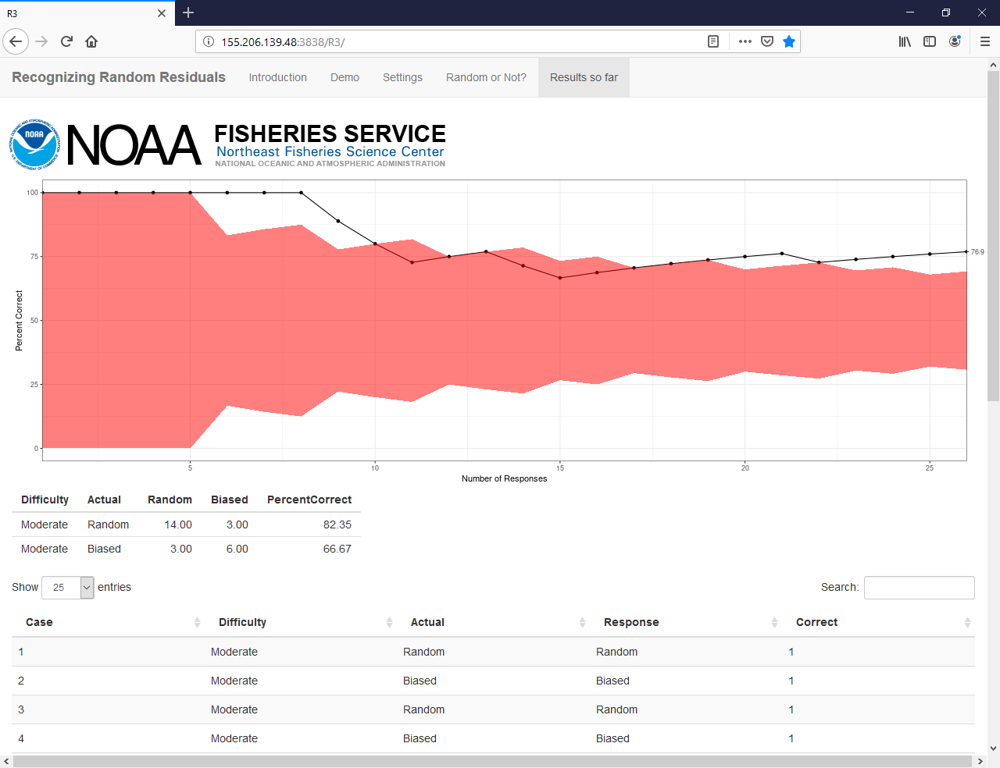 R3
155.206.139.48:3838/R3/
Recognizing Random Residuals Introduction Demo Settings Random or Not? Results so far
NOAA
NOAA FISHERIES SERVICE
Northeast Fisheries Science Center
NATIONAL OCEANIC AND ATMOSPHERIC ADMINISTRATION
100
75
50
25
0
Percent Correct
76.9
5 10 15 20 25
Number of Responses
Difficulty Actual Random Biased PercentCorrect
Moderate Random 14.00 3.00 82.35
Moderate Biased 3.00 6.00 66.67
Show 25 entries Search:
Case Difficulty Actual Response Correct
1 Moderate Random Random 1
2 Moderate Biased Biased 1
3 Moderate Random Random 1
4 Moderate Biased Biased 1